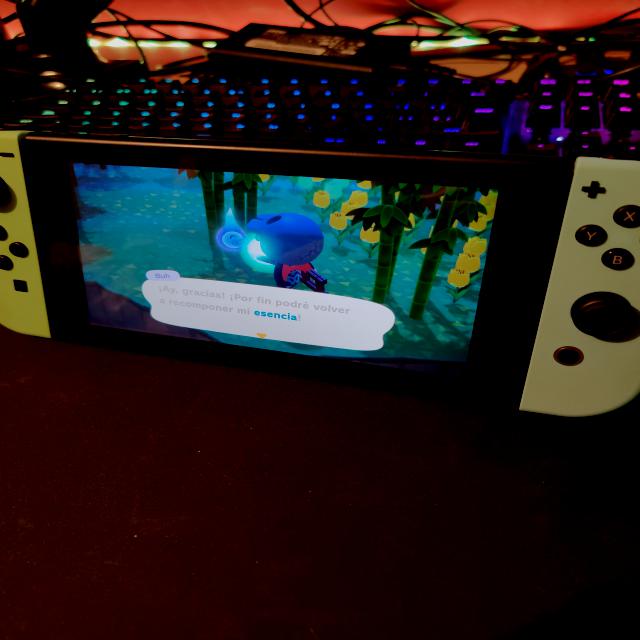 Buh
¡Ay, gracias! ¡Por fin podré volver
a recomponer mi esencia!
X
Y
X
B